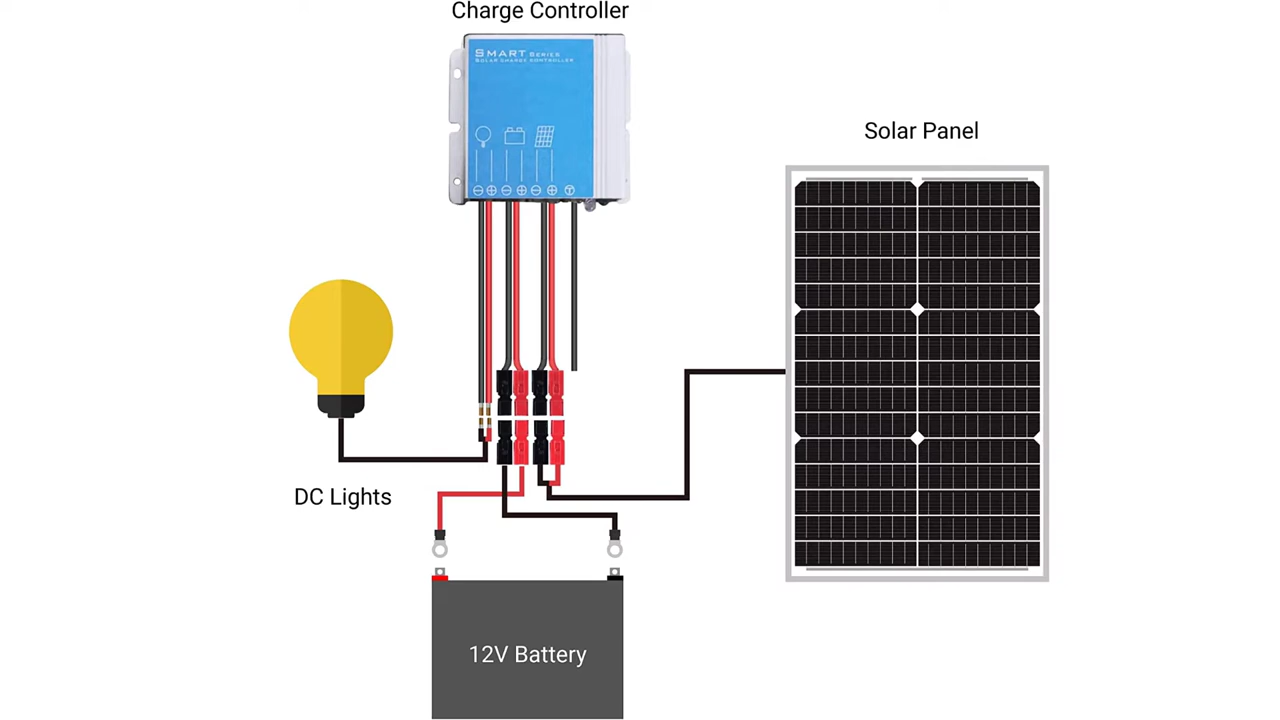 Charge Controller
SMART SERIES
SOLAR CHARGE CONTROLLER
Solar Panel
DC Lights
12V Battery